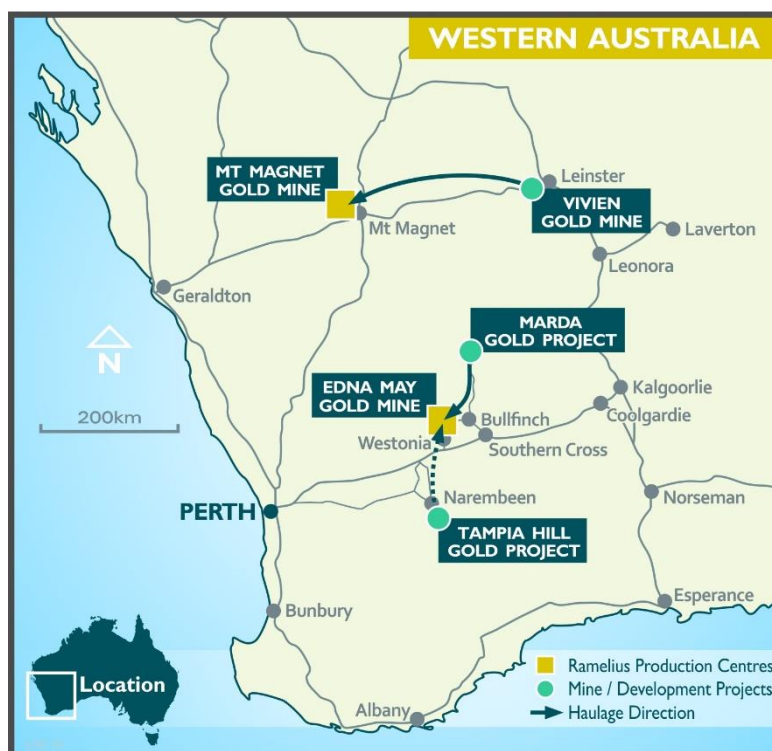 WESTERN AUSTRALIA
MT MAGNET
GOLD MINE
Leinster
VIVIEN
GOLD MINE
Mt Magnet
Laverton
Leonora
Geraldton
MARDA
GOLD PROJECT
N
EDNA MAY
GOLD MINE
Kalgoorlie
200km
Bullfinch
Coolgardie
Westonia
Southern Cross
PERTH
Narembeen
Norseman
TAMPIA HILL
GOLD PROJECT
Esperance
Bunbury
Location
Ramelius Production Centres
Mine / Development Projects
Haulage Direction
Albany